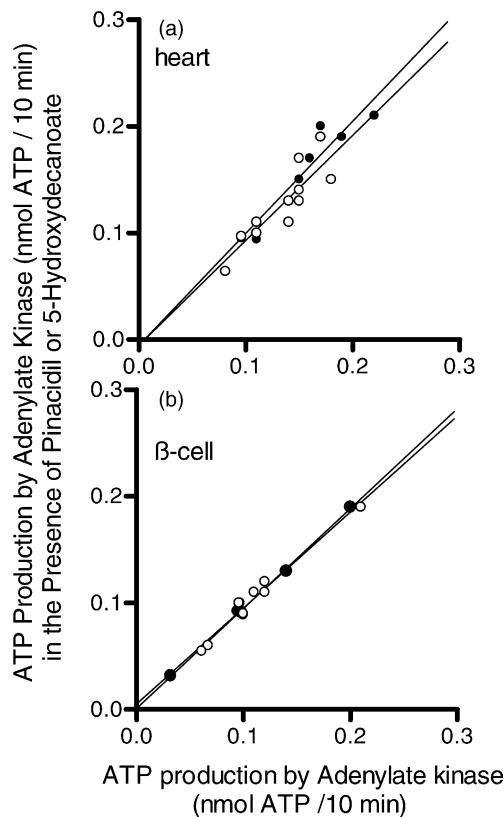 ATP Production by Adenylate Kinase (nmol ATP / 10 min)
in the Presence of Pinacidil or 5-Hydroxydecanoate
(a)
heart
0.3
0.2
0.1
0.0
0.0 0.1 0.2 0.3
(b)
ß-cell
0.3
0.2
0.1
0.0
0.0 0.1 0.2 0.3
ATP production by Adenylate kinase
(nmol ATP /10 min)